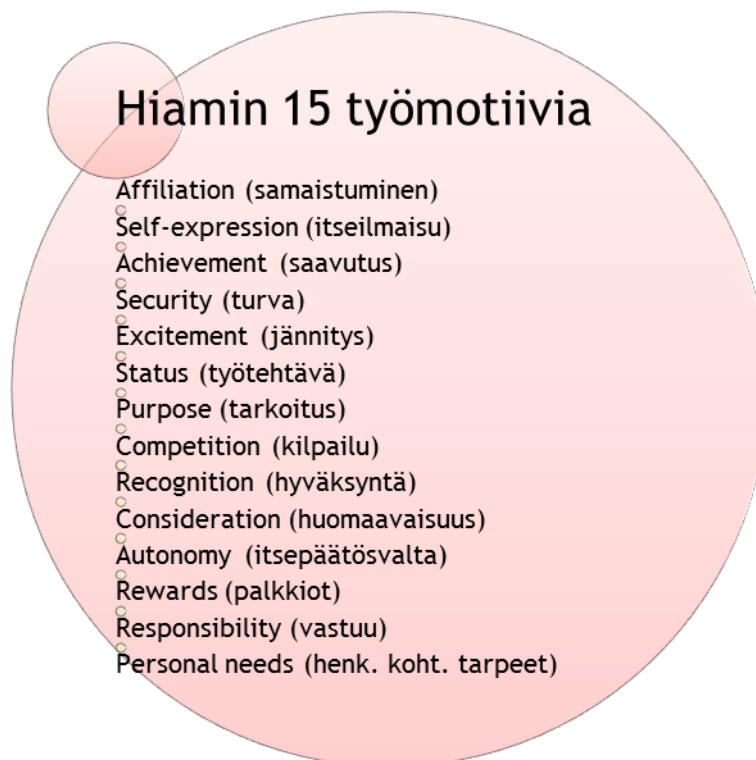 Hiamin 15 työmotiivia
Affiliation (samaistuminen)
Self-expression (itseilmaisu)
Achievement (saavutus)
Security (turva)
Excitement (jännitys)
Status (työtehtävä)
Purpose (tarkoitus)
Competition (kilpailu)
Recognition (hyväksyntä)
Consideration (huomaavaisuus)
Autonomy (itsepäätösvalta)
Rewards (palkkiot)
Responsibility (vastuu)
Personal needs (henk. koht. tarpeet)